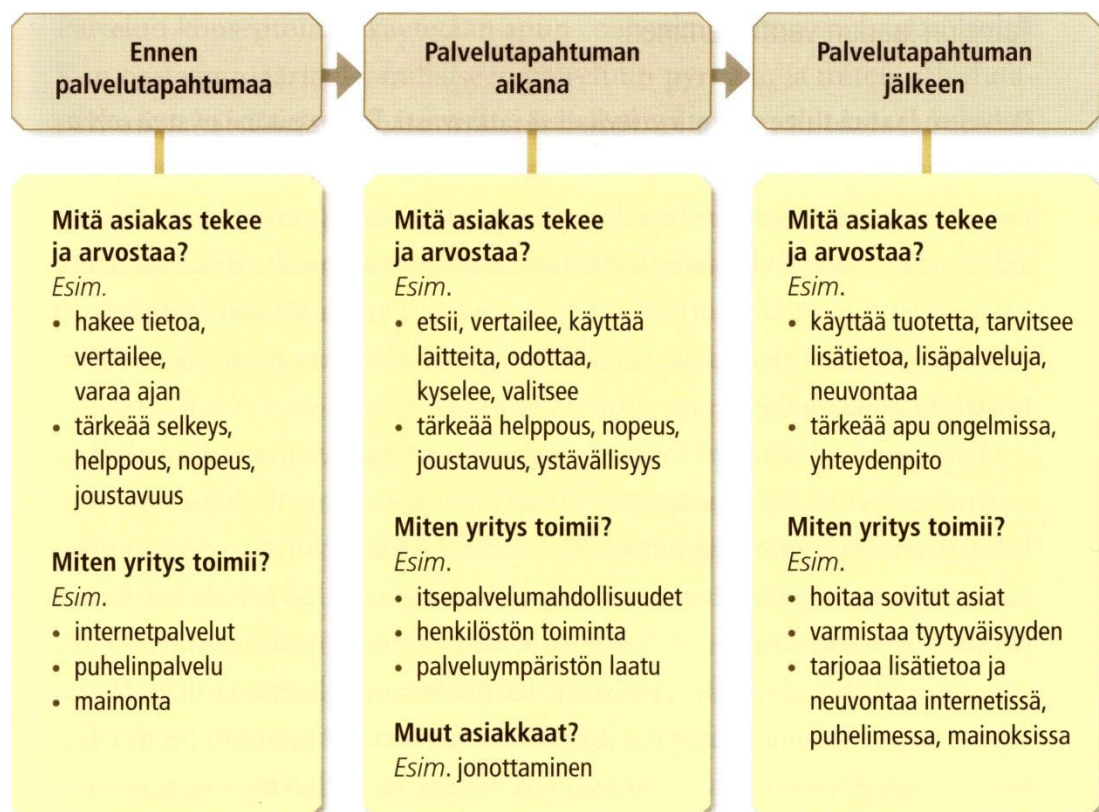 Ennen
palvelutapahtumaa
Palvelutapahtuman
aikana
Palvelutapahtuman
jälkeen
Mitä asiakas tekee
ja arvostaa?
Esim.
• hakee tietoa,
vertailee,
varaa ajan
• tärkeää selkeys,
helppous, nopeus,
joustavuus
Miten yritys toimii?
Esim.
• internetpalvelut
• puhelinpalvelu
• mainonta
Mitä asiakas tekee
ja arvostaa?
Esim.
• etsii, vertailee, käyttää
laitteita, odottaa,
kyselee, valitsee
• tärkeää helppous, nopeus,
joustavuus, ystävällisyys
Miten yritys toimii?
Esim.
• itsepalvelumahdollisuudet
• henkilöstön toiminta
• palveluympäristön laatu
Muut asiakkaat?
Esim. jonottaminen
Mitä asiakas tekee
ja arvostaa?
Esim.
• käyttää tuotetta, tarvitsee
lisätietoa, lisäpalveluja,
neuvontaa
• tärkeää apu ongelmissa,
yhteydenpito
Miten yritys toimii?
Esim.
• hoitaa sovitut asiat
• varmistaa tyytyväisyyden
• tarjoaa lisätietoa ja
neuvontaa internetissä,
puhelimessa, mainoksissa